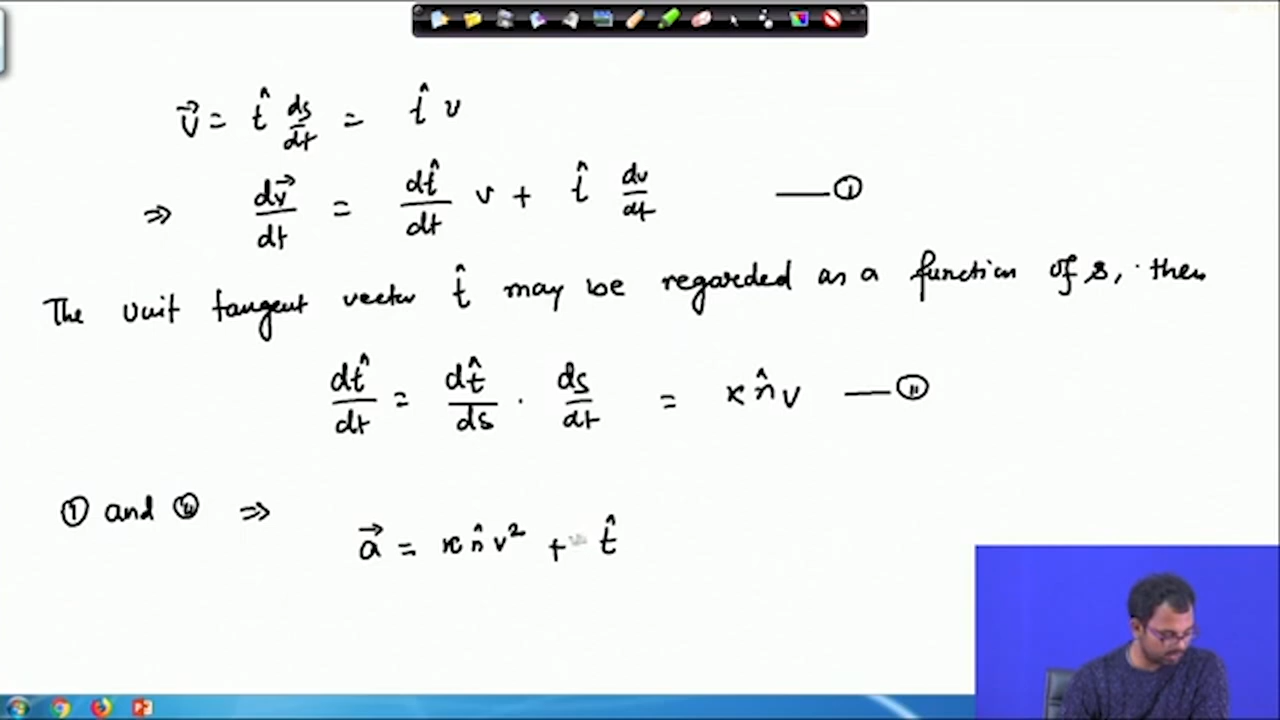 v⃗ = t̂ ds/dt = t̂ v
⇒ dv⃗/dt = dt̂/dt v + t̂ dv/dt —— ①
The unit tangent vector t̂ may be regarded as a function of s, then
dt̂/dt = dt̂/ds · ds/dt = κ n̂ v —— ⑪
① and ⑪ ⇒
a⃗ = κ n̂ v² + t̂